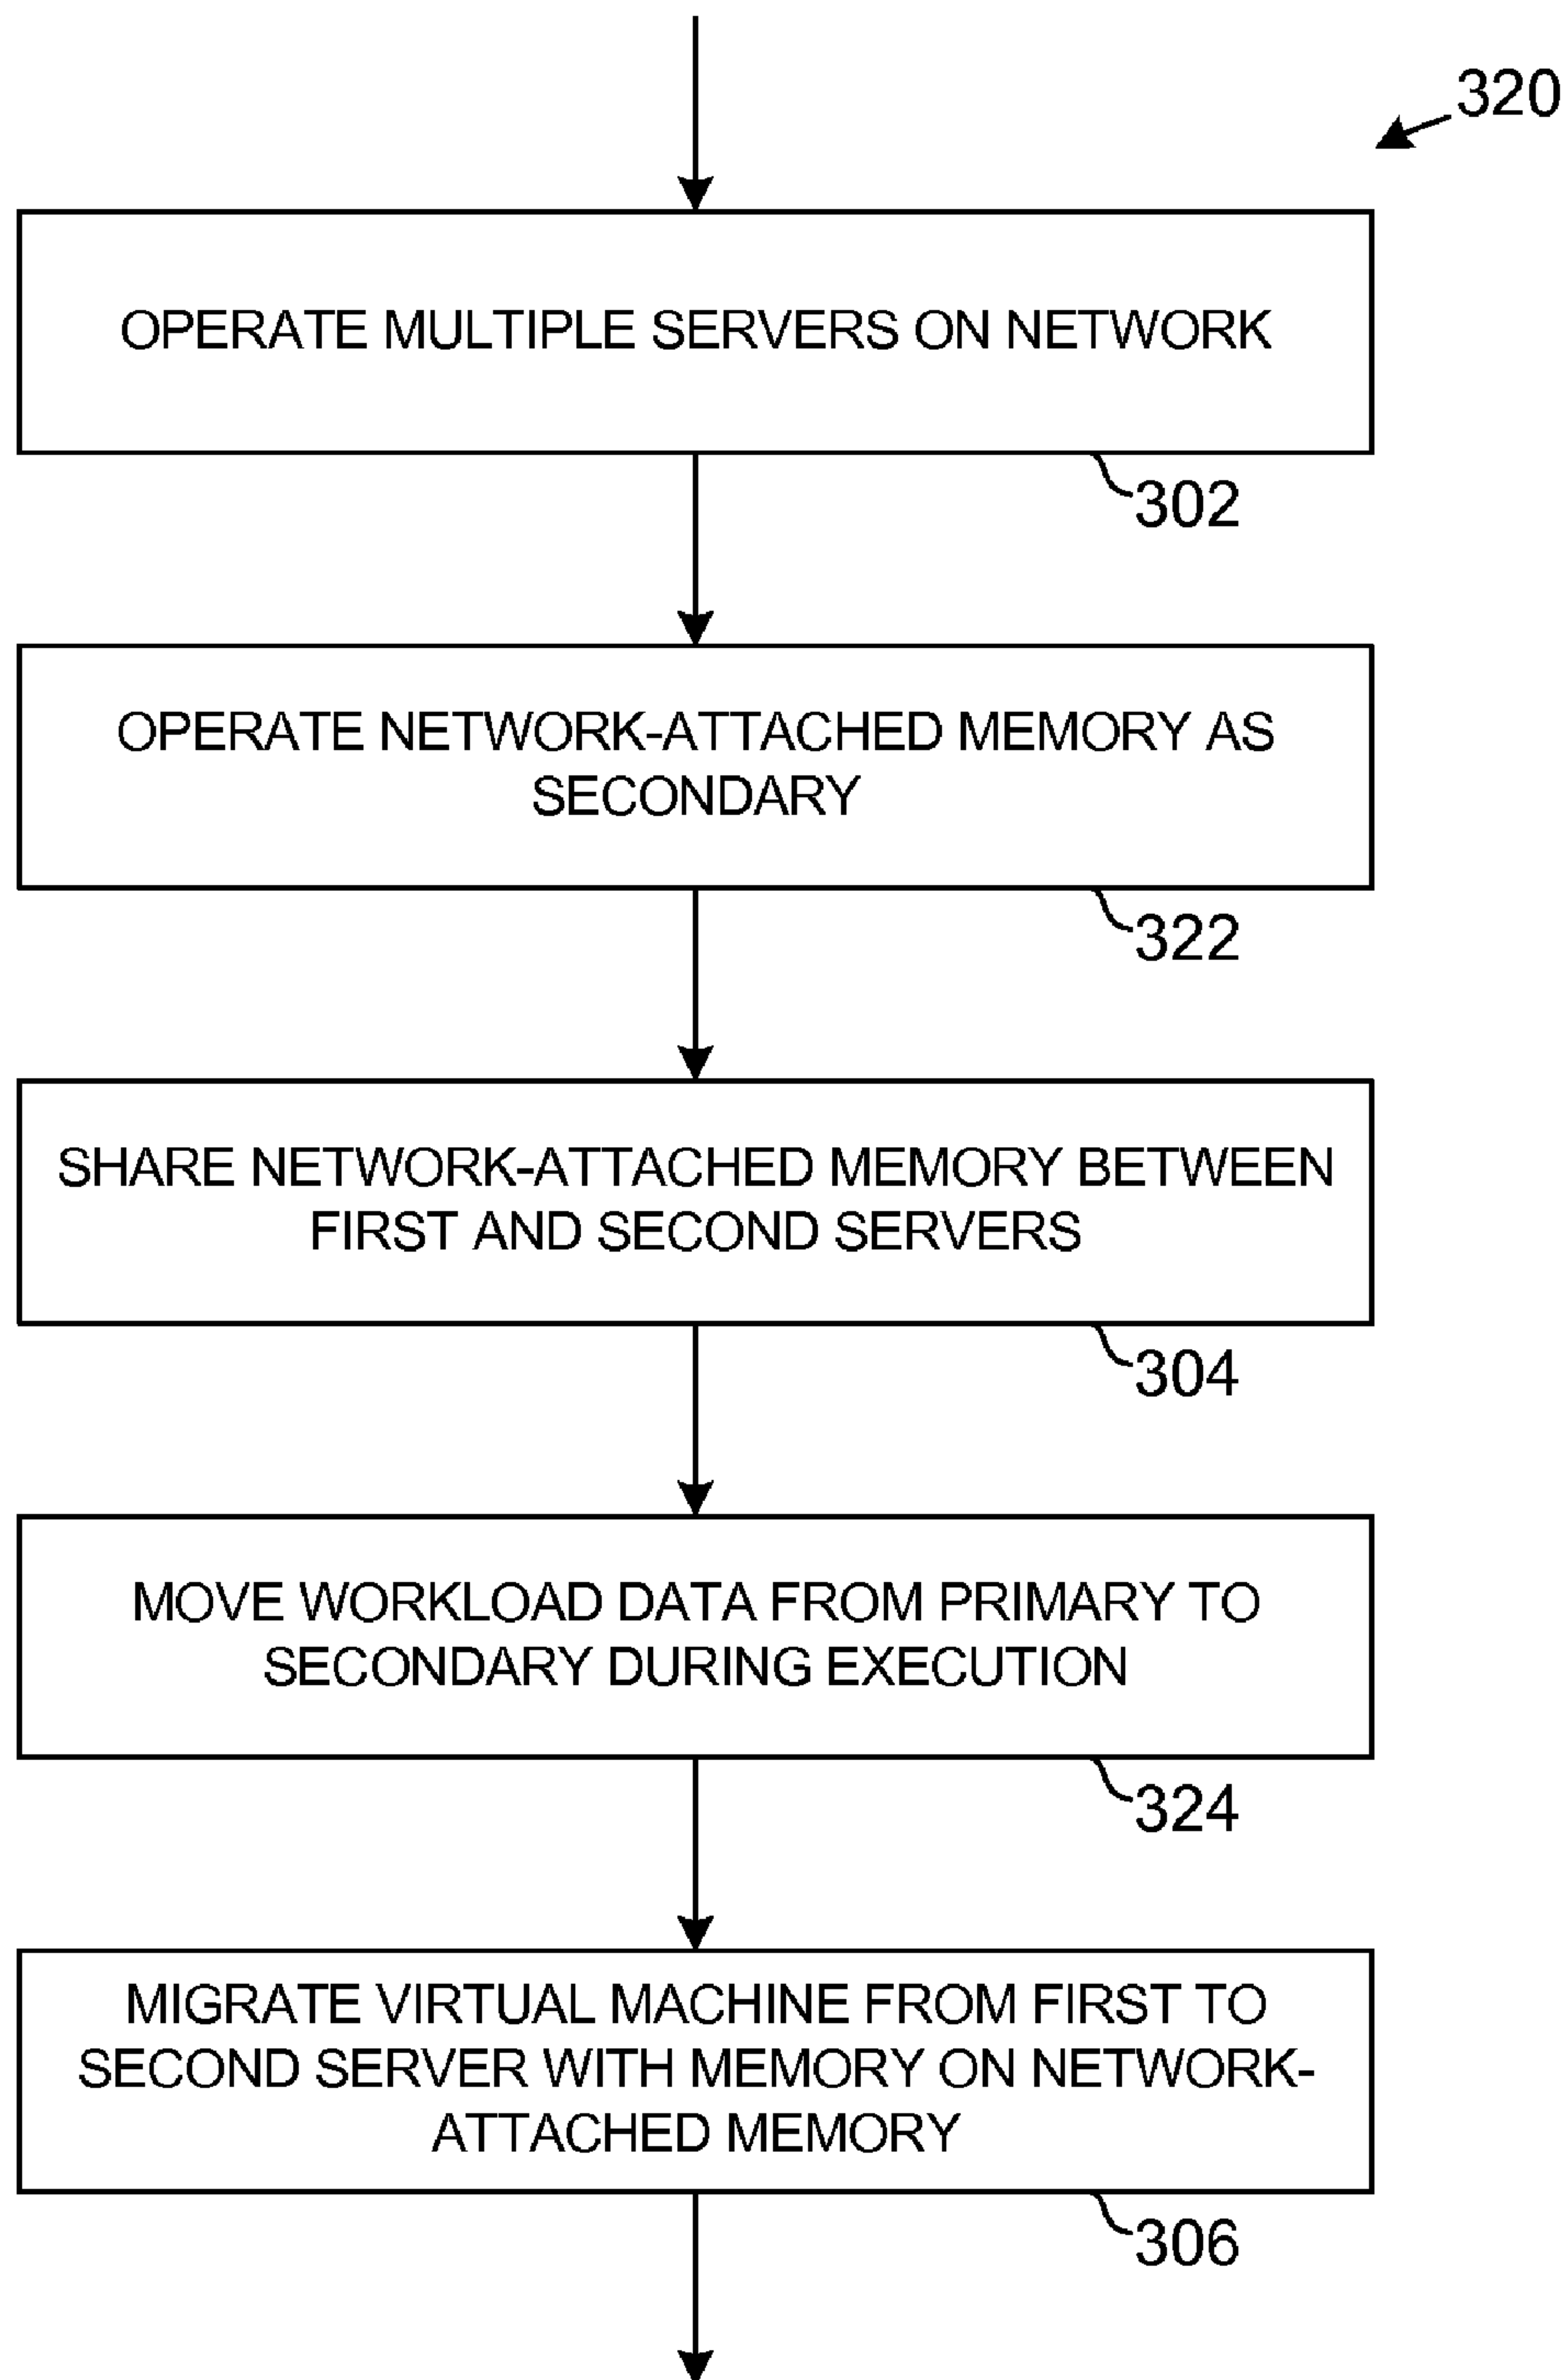 320
OPERATE MULTIPLE SERVERS ON NETWORK
302
OPERATE NETWORK-ATTACHED MEMORY AS
SECONDARY
322
SHARE NETWORK-ATTACHED MEMORY BETWEEN
FIRST AND SECOND SERVERS
304
MOVE WORKLOAD DATA FROM PRIMARY TO
SECONDARY DURING EXECUTION
324
MIGRATE VIRTUAL MACHINE FROM FIRST TO
SECOND SERVER WITH MEMORY ON NETWORK-
ATTACHED MEMORY
306